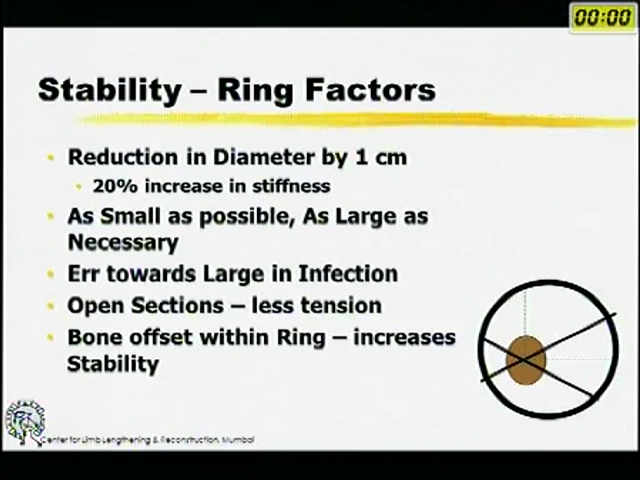 00:00
Stability – Ring Factors
Reduction in Diameter by 1 cm
20% increase in stiffness
As Small as possible, As Large as
Necessary
Err towards Large in Infection
Open Sections – less tension
Bone offset within Ring – increases
Stability
Center for Limb Lengthening & Reconstruction, Mumbai